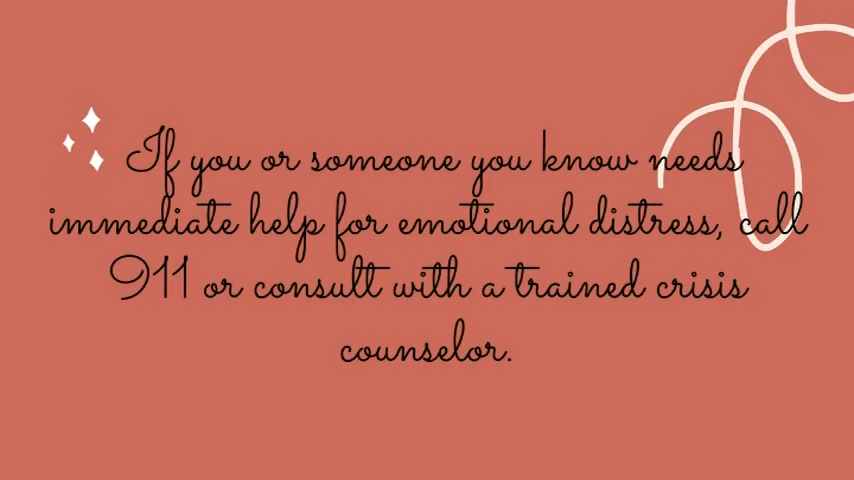 If you or someone you know needs
immediate help for emotional distress, call
911 or consult with a trained crisis
counselor.